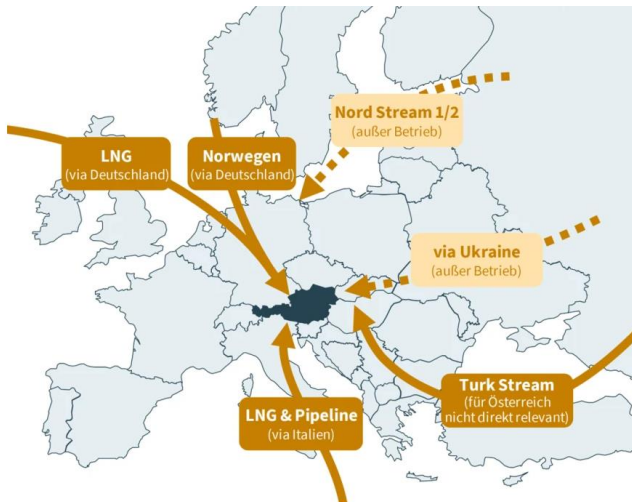 Nord Stream 1/2
(außer Betrieb)
LNG
(via Deutschland)
Norwegen
(via Deutschland)
via Ukraine
(außer Betrieb)
Turk Stream
(für Österreich
nicht direkt relevant)
LNG & Pipeline
(via Italien)